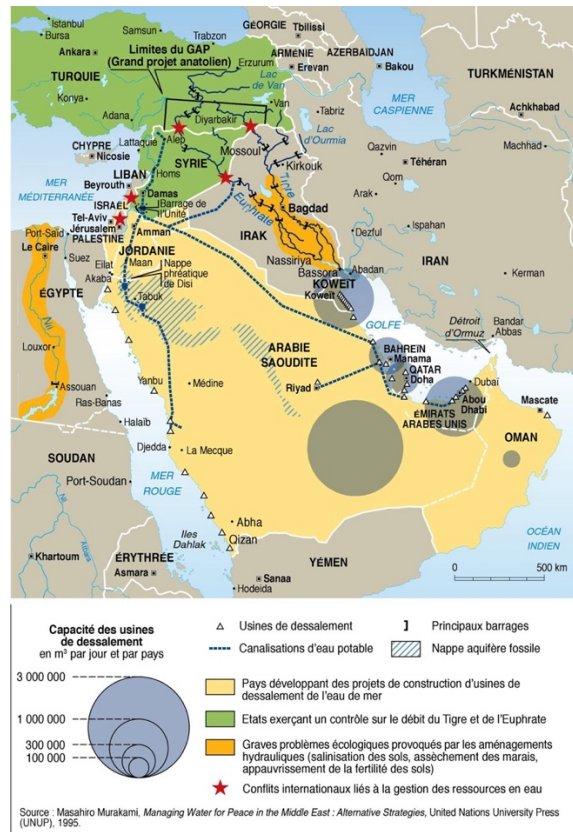 Istanbul
Bursa
Samsun
Trabzon
GÉORGIE
Tbilissi
Ankara
Limites du GAP
(Grand projet anatolien)
Erzurum
ARMÉNIE
Erevan
AZERBAÏDJAN
Bakou
TURKMÉNISTAN
TURQUIE
Konya
Lac
de Van
Van
MER
CASPIENNE
Achkhabad
Adana
Diyarbakir
Tabriz
Lac
d'Ourmia
CHYPRE
Nicosie
Lattaquié
Alep
Mossoul
Qazvin
Téhéran
Machhad
SYRIE
Kirkouk
Qom
LIBAN
Homs
Beyrouth
MER
MÉDITERRANÉE
Damas
Tigre
Arak
ISRAËL
Barrage de
l'Unité
Euphrate
Bagdad
Tel-Aviv
Jérusalem
PALESTINE
Amman
IRAK
Dezful
Ispahan
Port-Saïd
Le Caire
Suez
JORDANIE
Nassiriya
IRAN
Eilat
Maan
Nappe
phréatique
de Disi
Bassora
Abadan
Kerman
Akaba
KOWEÏT
Koweït
ÉGYPTE
Tabuk
Nil
GOLFE
Détroit
d'Ormuz
Bandar
Abbas
Louxor
ARABIE
SAOUDITE
BAHREÏN
Manama
QATAR
Doha
Dubaï
Assouan
Yanbu
Médine
Riyad
Abou
Dhabi
Mascate
Ras-Banas
ÉMIRATS
ARABES UNIS
Halaïb
OMAN
Djedda
La Mecque
SOUDAN
MER
ROUGE
Port-Soudan
Nil
Abha
OCÉAN
INDIEN
Atbara
Iles
Dahlak
Qizan
Khartoum
ÉRYTHRÉE
YÉMEN
Asmara
Sanaa
Hodeida
0 500 km
Capacité des usines
de dessalement
en m³ par jour et par pays
3 000 000
1 000 000
300 000
100 000
Usines de dessalement
Principaux barrages
Canalisations d'eau potable
Nappe aquifère fossile
Pays développant des projets de construction d'usines de
dessalement de l'eau de mer
Etats exerçant un contrôle sur le débit du Tigre et de l'Euphrate
Graves problèmes écologiques provoqués par les aménagements
hydrauliques (salinisation des sols, assèchement des marais,
appauvrissement de la fertilité des sols)
Conflits internationaux liés à la gestion des ressources en eau
Source : Masahiro Murakami, Managing Water for Peace in the Middle East : Alternative Strategies, United Nations University Press
(UNUP), 1995.